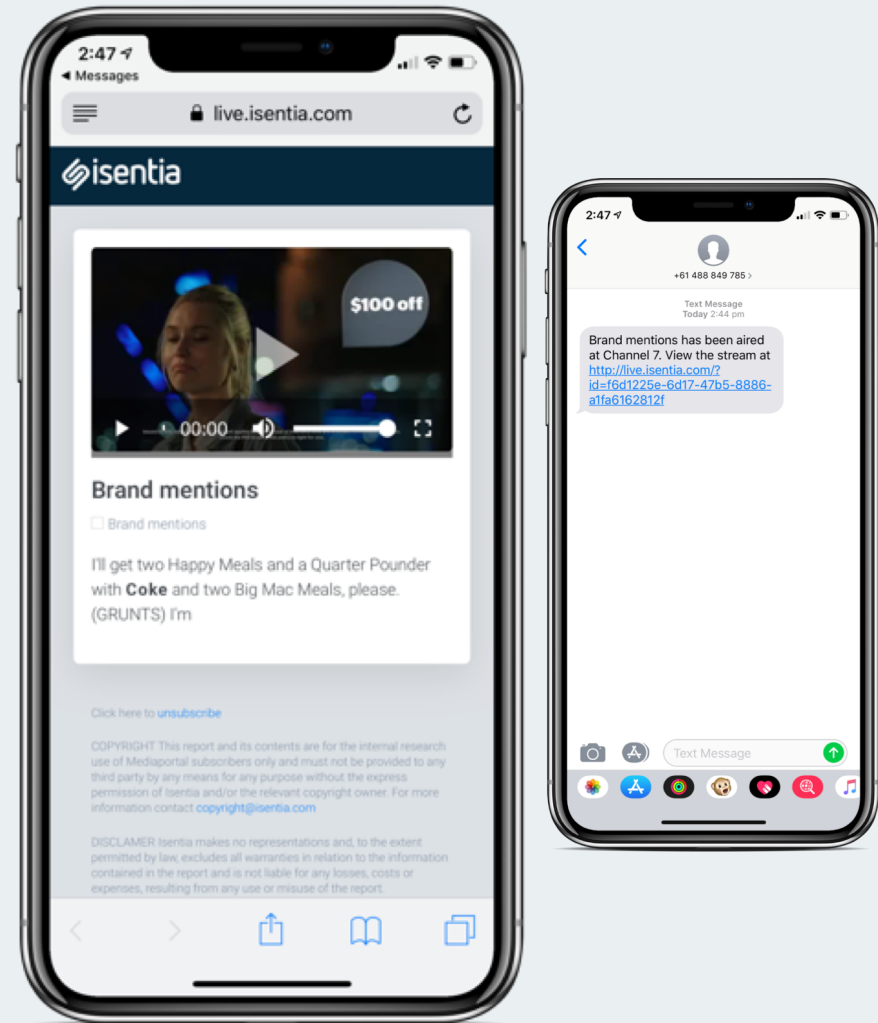 2:47
Messages
live.isentia.com
isentia
$100 off
00:00
Brand mentions
Brand mentions
I'll get two Happy Meals and a Quarter Pounder
with Coke and two Big Mac Meals, please.
(GRUNTS) I'm
Click here to unsubscribe
COPYRIGHT This report and its contents are for the internal research
use of Mediaportal subscribers only and must not be provided to any
third party by any means for any purpose without the express
permission of Isentia and/or the relevant copyright owner. For more
information contact copyright@isentia.com
DISCLAMER Isentia makes no representations and, to the extent
permitted by law, excludes all warranties in relation to the information
contained in the report and is not liable for any losses, costs or
expenses, resulting from any use or misuse of the report.
2:47
+61 488 849 785 >
Text Message
Today 2:44 pm
Brand mentions has been aired
at Channel 7. View the stream at
http://live.isentia.com/?
id=f6d1225e-6d17-47b5-8886-
a1fa6162812f
Text Message